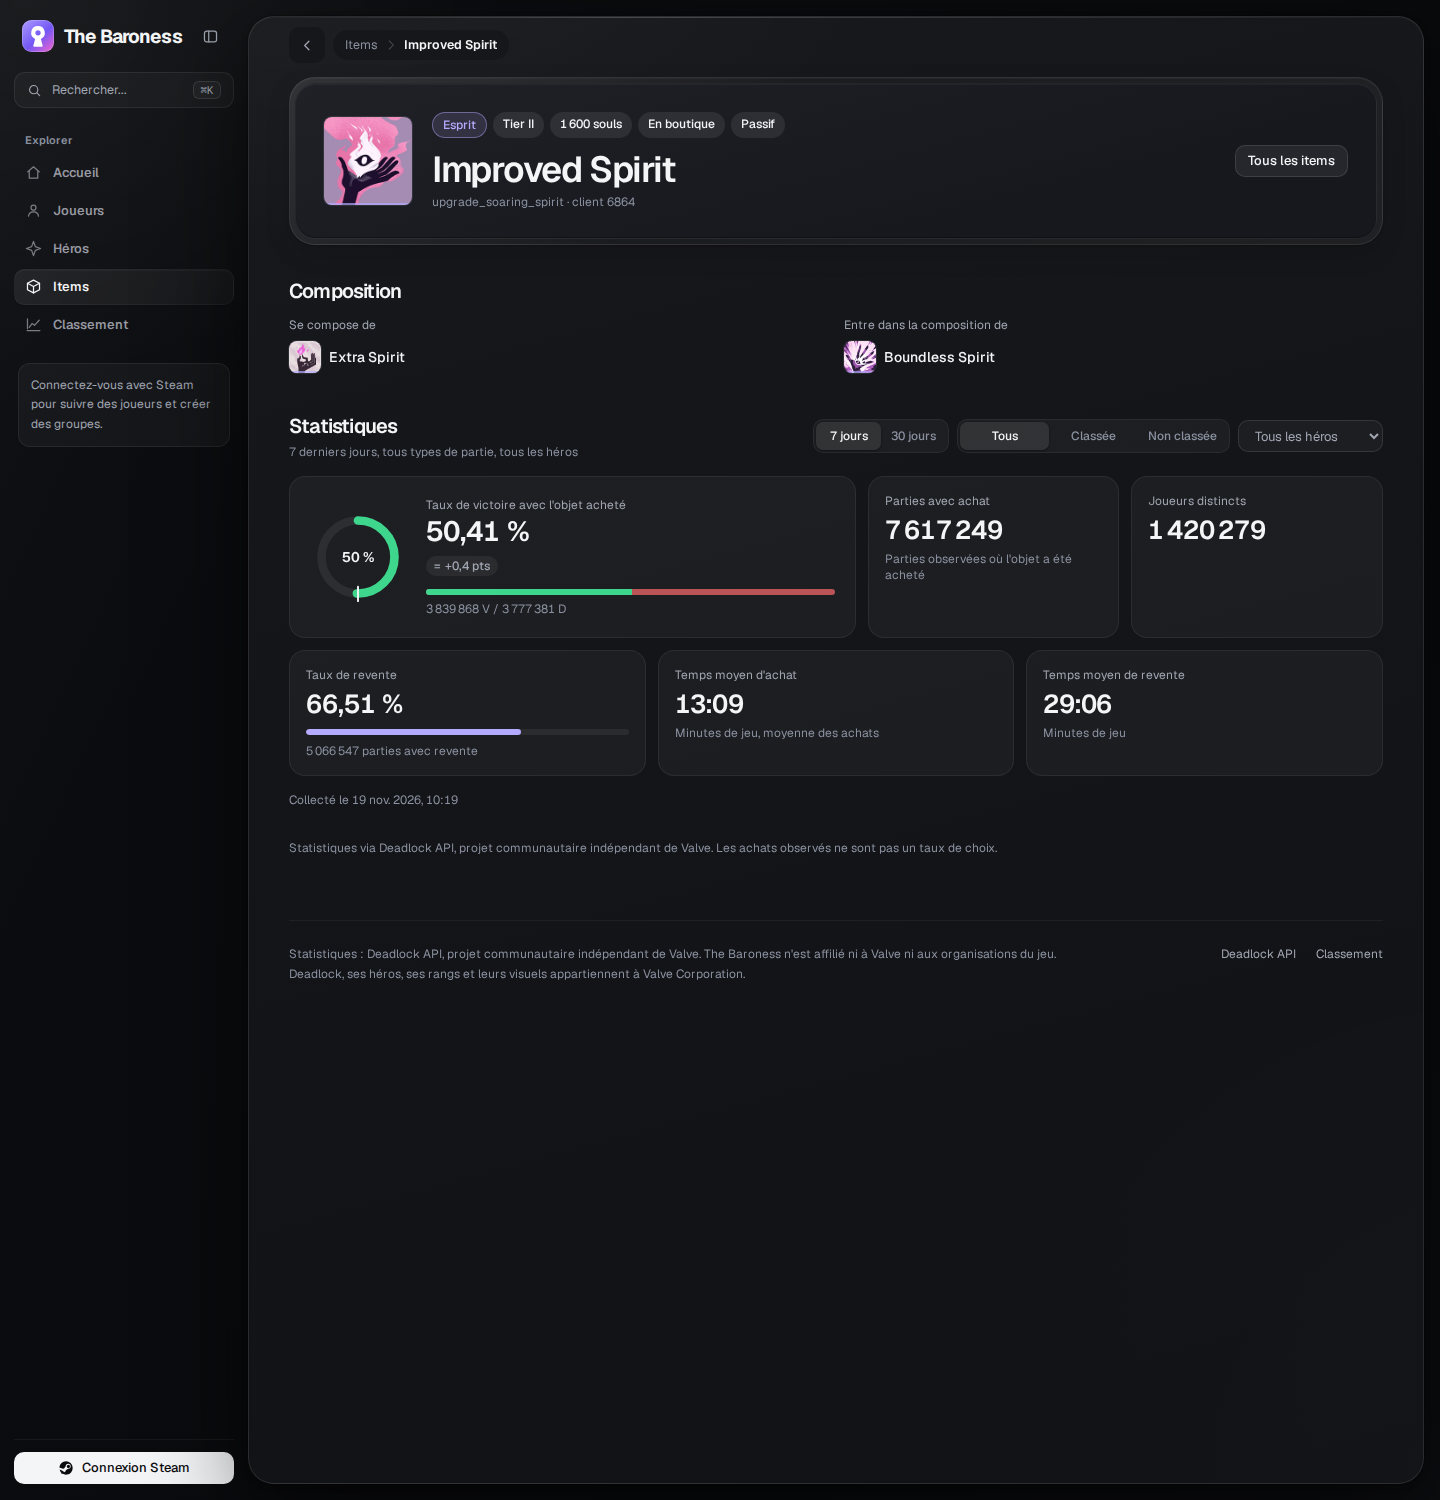 The Baroness
Rechercher...
⌘K
Explorer
Accueil
Joueurs
Héros
Items
Classement
Connectez-vous avec Steam
pour suivre des joueurs et créer
des groupes.
Connexion Steam
Items
Improved Spirit
Esprit
Tier II
1 600 souls
En boutique
Passif
Improved Spirit
upgrade_soaring_spirit · client 6864
Tous les items
Composition
Se compose de
Extra Spirit
Entre dans la composition de
Boundless Spirit
Statistiques
7 derniers jours, tous types de partie, tous les héros
7 jours
30 jours
Tous
Classée
Non classée
Tous les héros
50 %
Taux de victoire avec l'objet acheté
50,41 %
= +0,4 pts
3 839 868 V / 3 777 381 D
Parties avec achat
7 617 249
Parties observées où l'objet a été
acheté
Joueurs distincts
1 420 279
Taux de revente
66,51 %
5 066 547 parties avec revente
Temps moyen d'achat
13:09
Minutes de jeu, moyenne des achats
Temps moyen de revente
29:06
Minutes de jeu
Collecté le 19 nov. 2026, 10:19
Statistiques via Deadlock API, projet communautaire indépendant de Valve. Les achats observés ne sont pas un taux de choix.
Statistiques : Deadlock API, projet communautaire indépendant de Valve. The Baroness n'est affilié ni à Valve ni aux organisations du jeu.
Deadlock, ses héros, ses rangs et leurs visuels appartiennent à Valve Corporation.
Deadlock API
Classement